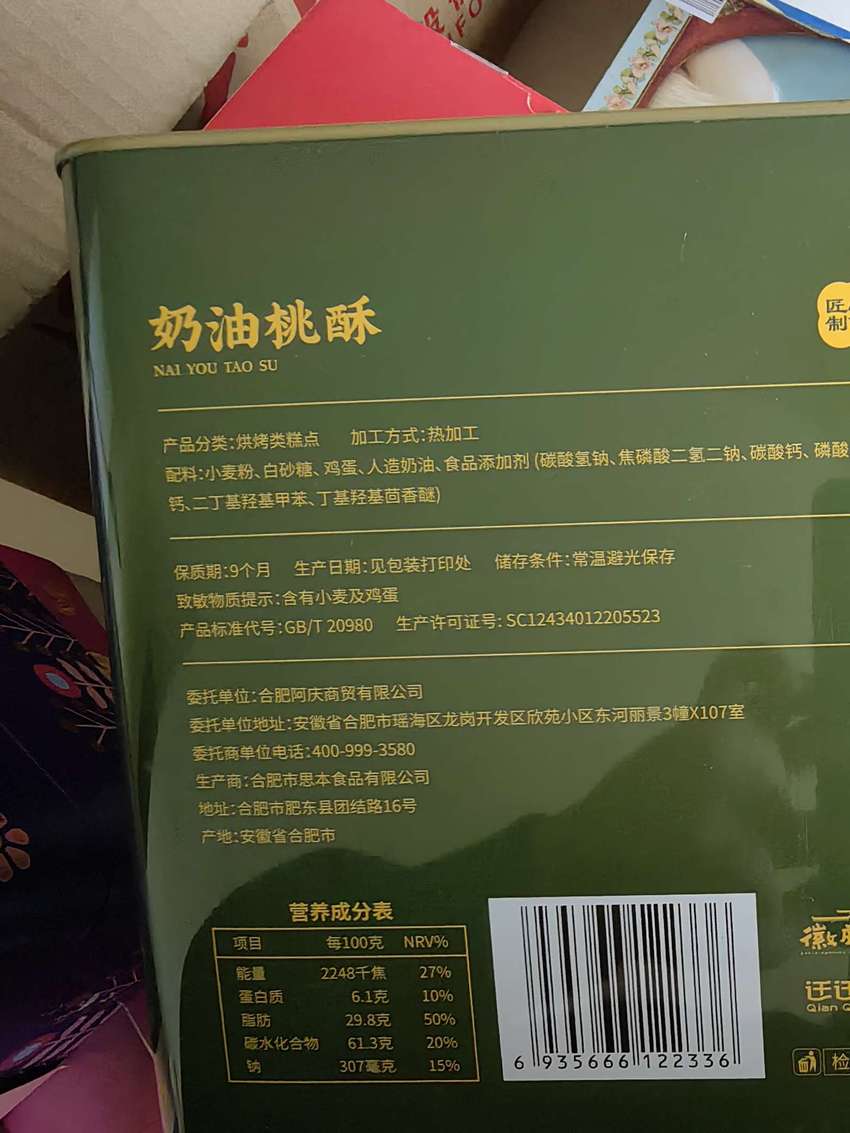 奶油桃酥
NAI YOU TAO SU
匠
制
产品分类:烘烤类糕点 加工方式:热加工
配料:小麦粉、白砂糖、鸡蛋、人造奶油、食品添加剂 (碳酸氢钠、焦磷酸二氢二钠、碳酸钙、磷酸
钙、二丁基羟基甲苯、丁基羟基茴香醚)
保质期:9个月 生产日期:见包装打印处 储存条件:常温避光保存
致敏物质提示:含有小麦及鸡蛋
产品标准代号:GB/T 20980 生产许可证号: SC12434012205523
委托单位:合肥阿庆商贸有限公司
委托单位地址:安徽省合肥市瑶海区龙岗开发区欣苑小区东河丽景3幢X107室
委托商单位电话:400-999-3580
生产商:合肥市思本食品有限公司
地址:合肥市肥东县团结路16号
产地:安徽省合肥市
营养成分表
项目 每100克 NRV%
能量 2248千焦 27%
蛋白质 6.1克 10%
脂肪 29.8克 50%
碳水化合物 61.3克 20%
钠 307毫克 15%
6 935666 122336
徽
迁迁
Qian Q
检